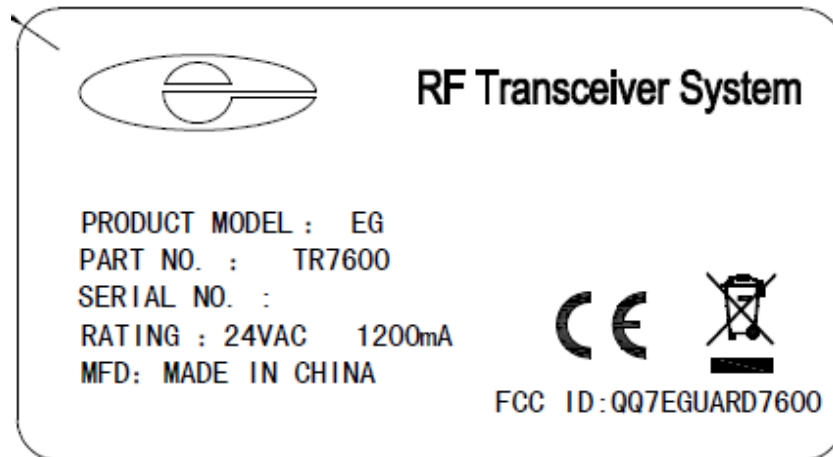 RF Transceiver System
PRODUCT MODEL : EG
PART NO. : TR7600
SERIAL NO. :
RATING : 24VAC 1200mA
MFD: MADE IN CHINA
CE
FCC ID:QQ7EGUARD7600